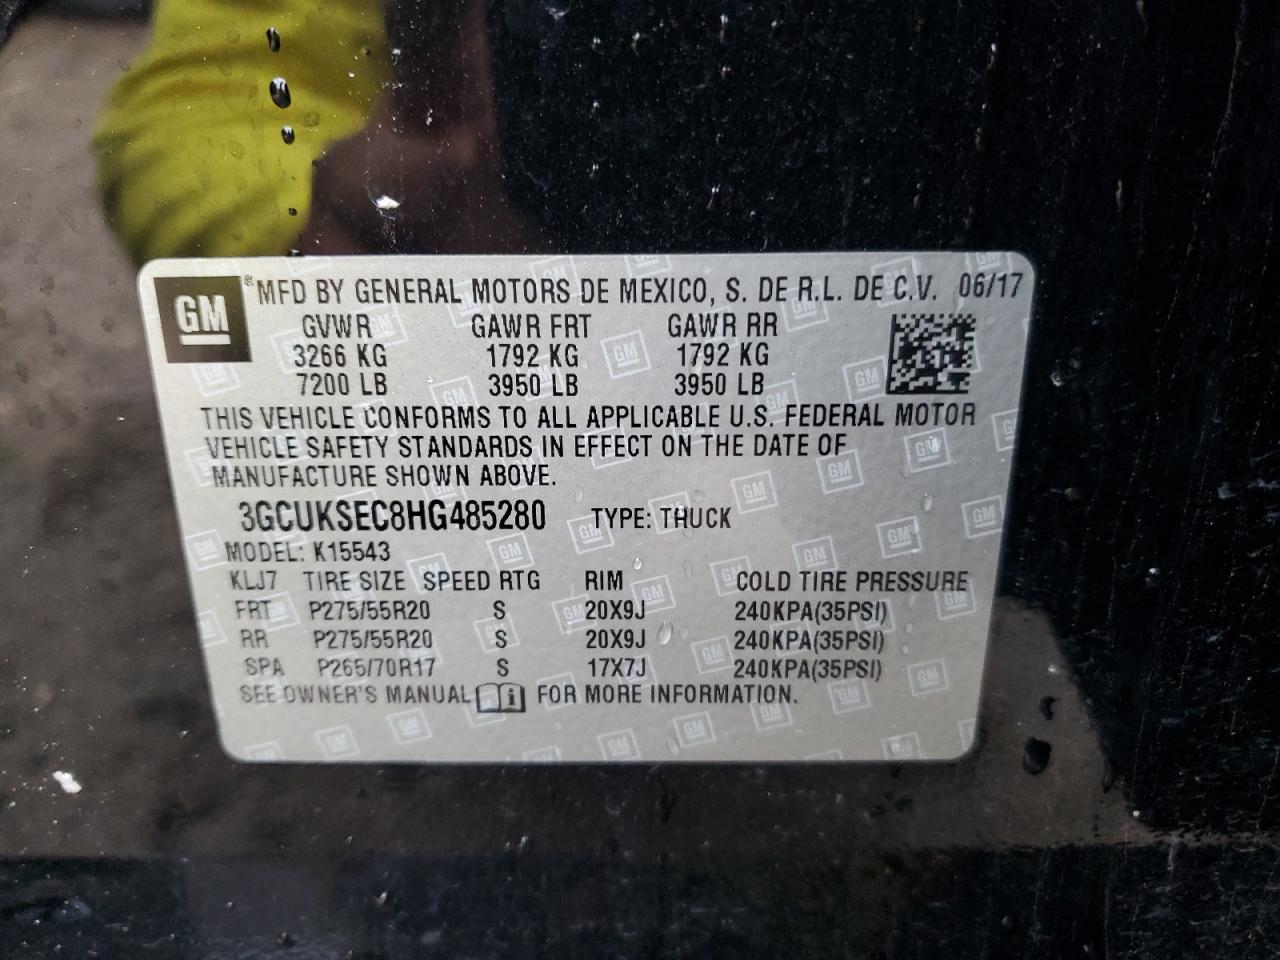 GM ® MFD BY GENERAL MOTORS DE MEXICO, S. DE R.L. DE C.V. 06/17
GVWR GAWR FRT GAWR RR
3266 KG 1792 KG 1792 KG
7200 LB 3950 LB 3950 LB
THIS VEHICLE CONFORMS TO ALL APPLICABLE U.S. FEDERAL MOTOR
VEHICLE SAFETY STANDARDS IN EFFECT ON THE DATE OF
MANUFACTURE SHOWN ABOVE.
3GCUKSEC8HG485280 TYPE: TRUCK
MODEL: K15543
KLJ7 TIRE SIZE SPEED RTG RIM COLD TIRE PRESSURE
FRT P275/55R20 S 20X9J 240KPA(35PSI)
RR P275/55R20 S 20X9J 240KPA(35PSI)
SPA P265/70R17 S 17X7J 240KPA(35PSI)
SEE OWNER'S MANUAL i FOR MORE INFORMATION.